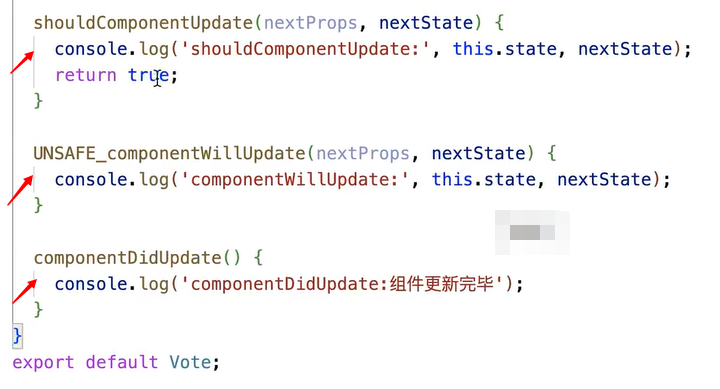 shouldComponentUpdate(nextProps, nextState) {
console.log('shouldComponentUpdate:', this.state, nextState);
return true;
}
UNSAFE_componentWillUpdate(nextProps, nextState) {
console.log('componentWillUpdate:', this.state, nextState);
}
componentDidUpdate() {
console.log('componentDidUpdate:组件更新完毕');
}
}
export default Vote;